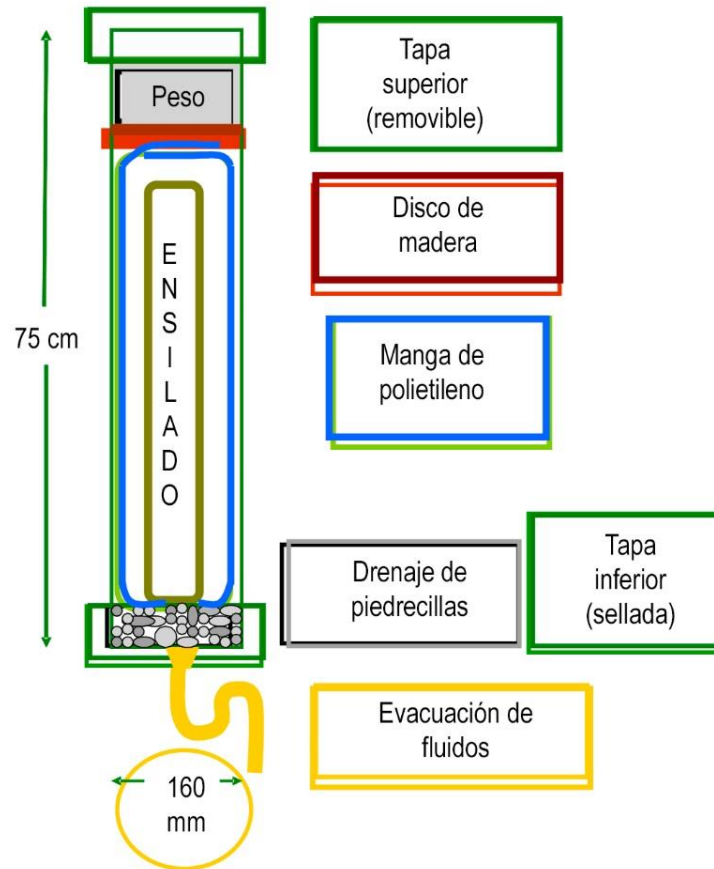 Peso
Tapa
superior
(removible)
Disco de
madera
E
N
S
I
L
A
D
O
75 cm
Manga de
polietileno
Drenaje de
piedrecillas
Tapa
inferior
(sellada)
Evacuación de
fluidos
160
mm